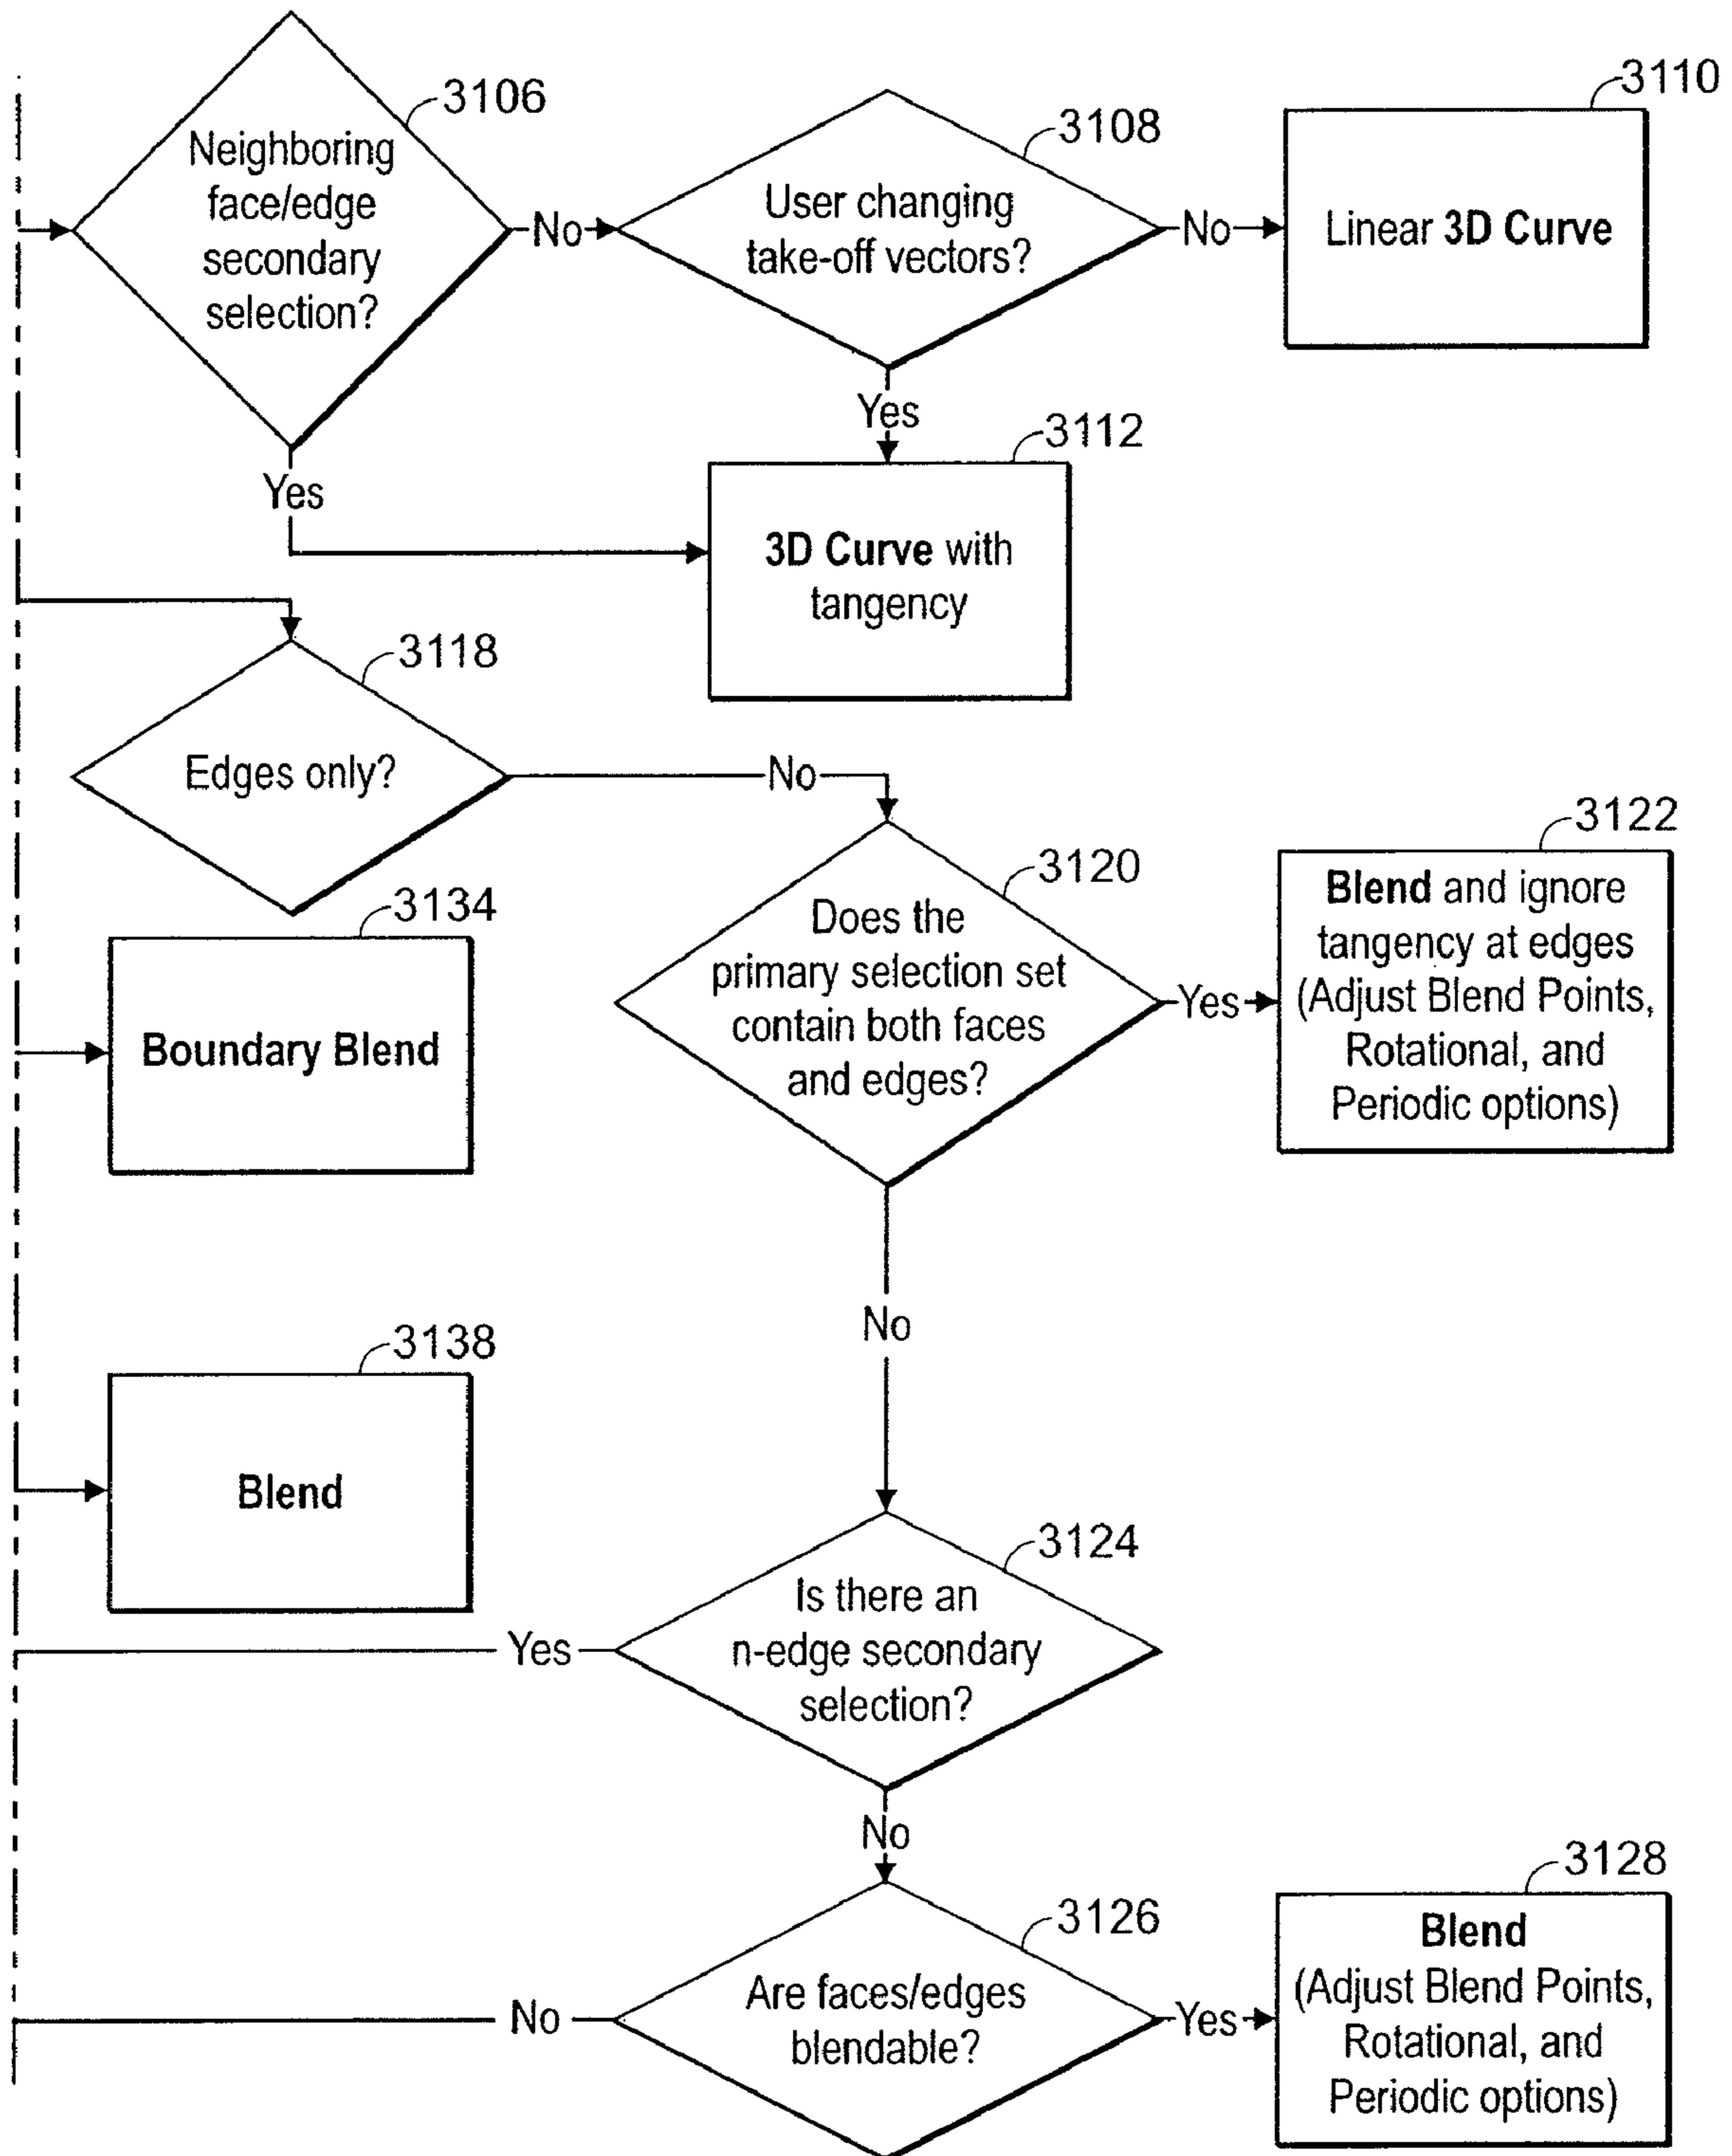 3106
Neighboring
face/edge
secondary
selection?
No
Yes
3108
User changing
take-off vectors?
No
Yes
3110
Linear 3D Curve
3112
3D Curve with
tangency
3118
Edges only?
No
3134
Boundary Blend
3120
Does the
primary selection set
contain both faces
and edges?
Yes
No
3122
Blend and ignore
tangency at edges
(Adjust Blend Points,
Rotational, and
Periodic options)
3138
Blend
3124
Is there an
n-edge secondary
selection?
Yes
No
3126
Are faces/edges
blendable?
No
Yes
3128
Blend
(Adjust Blend Points,
Rotational, and
Periodic options)